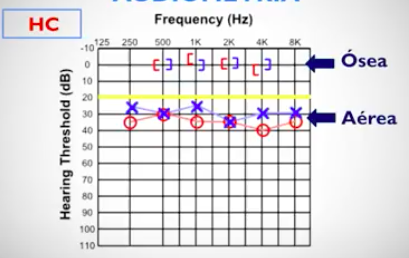 AUDIOMETRÍA
HC
Frequency (Hz)
125 250 500 1K 2K 4K 8K
Hearing Threshold (dB)
-10
0
10
20
30
40
50
60
70
80
90
100
110
Ósea
Aérea